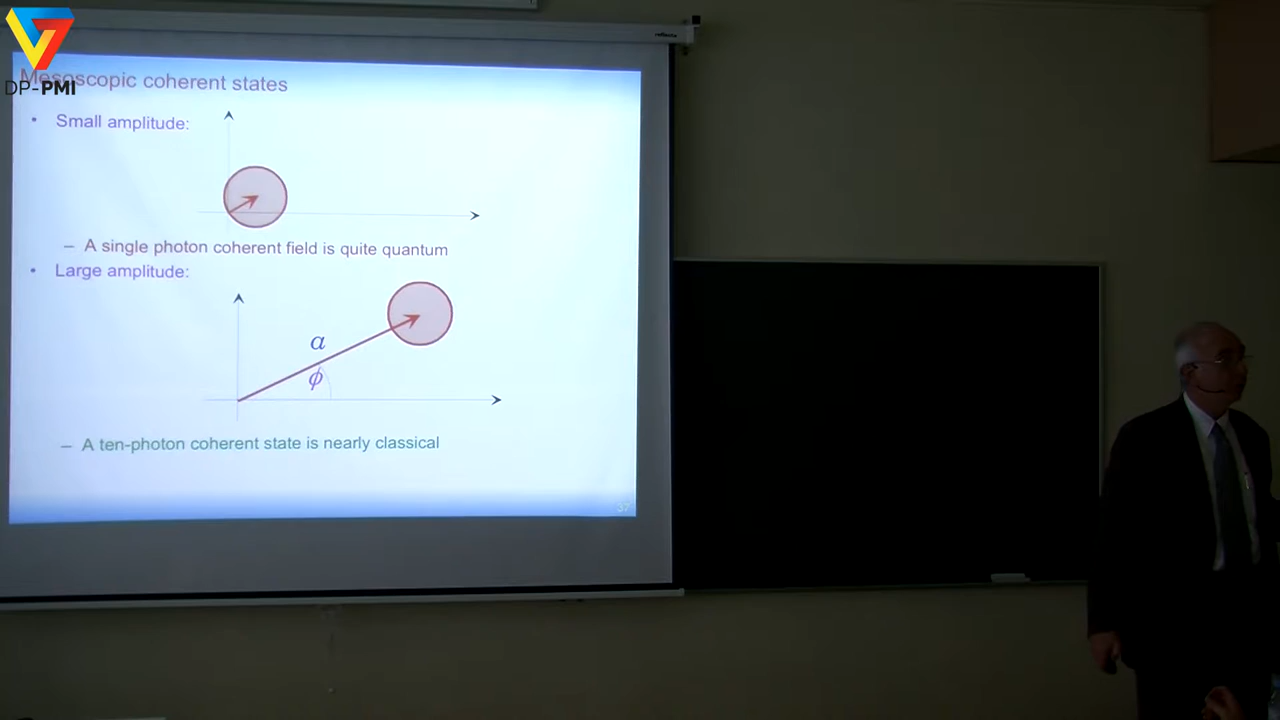 DP-PMI
Mesoscopic coherent states
• Small amplitude:
– A single photon coherent field is quite quantum
• Large amplitude:
a
ϕ
– A ten-photon coherent state is nearly classical
37